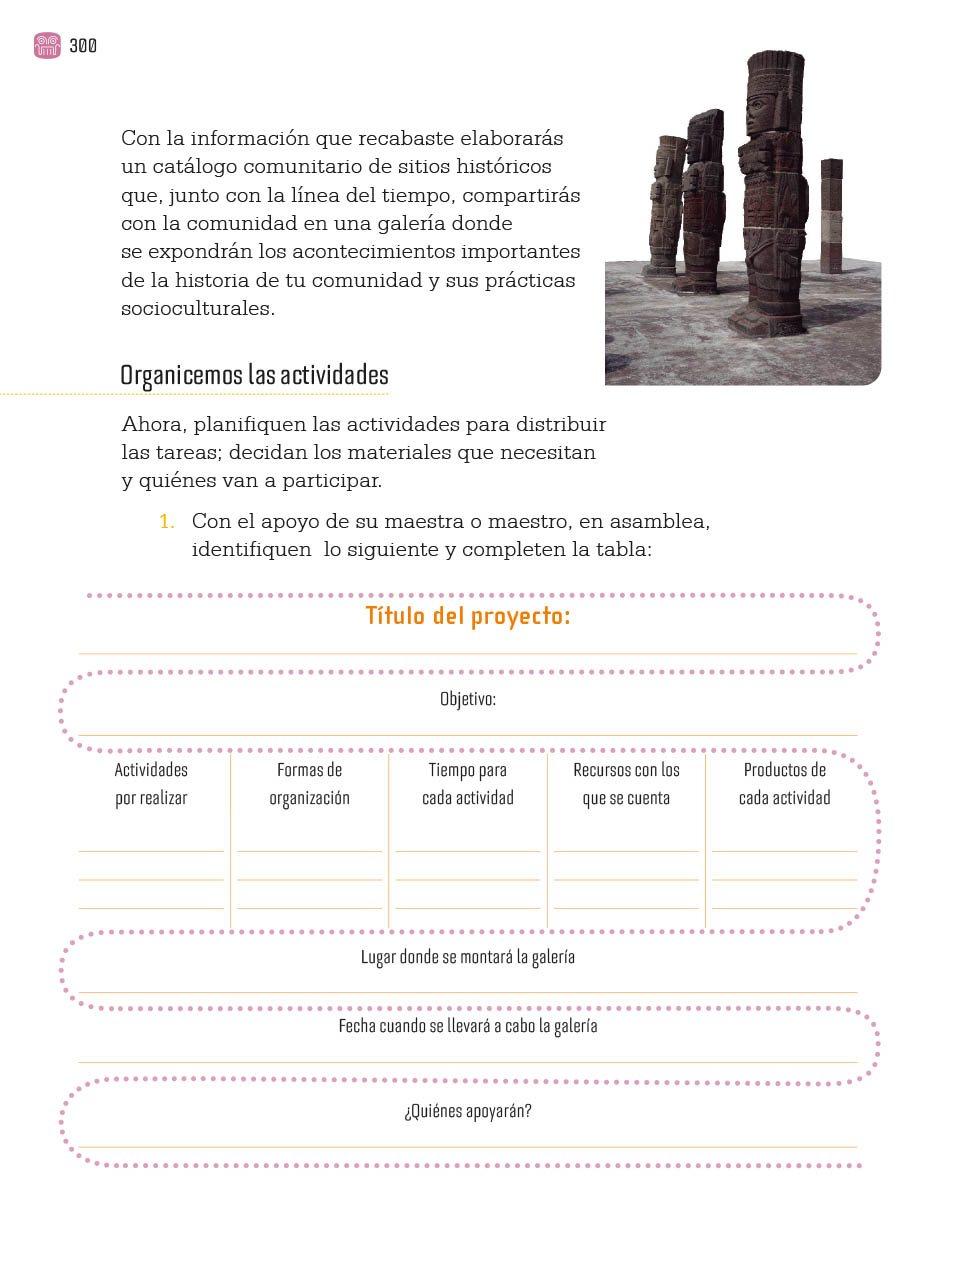 300
Con la información que recabaste elaborarás
un catálogo comunitario de sitios históricos
que, junto con la línea del tiempo, compartirás
con la comunidad en una galería donde
se expondrán los acontecimientos importantes
de la historia de tu comunidad y sus prácticas
socioculturales.
Organicemos las actividades
Ahora, planifiquen las actividades para distribuir
las tareas; decidan los materiales que necesitan
y quiénes van a participar.
1. Con el apoyo de su maestra o maestro, en asamblea,
identifiquen lo siguiente y completen la tabla:
Título del proyecto:
Objetivo:
Actividades
por realizar
Formas de
organización
Tiempo para
cada actividad
Recursos con los
que se cuenta
Productos de
cada actividad
Lugar donde se montará la galería
Fecha cuando se llevará a cabo la galería
¿Quiénes apoyarán?